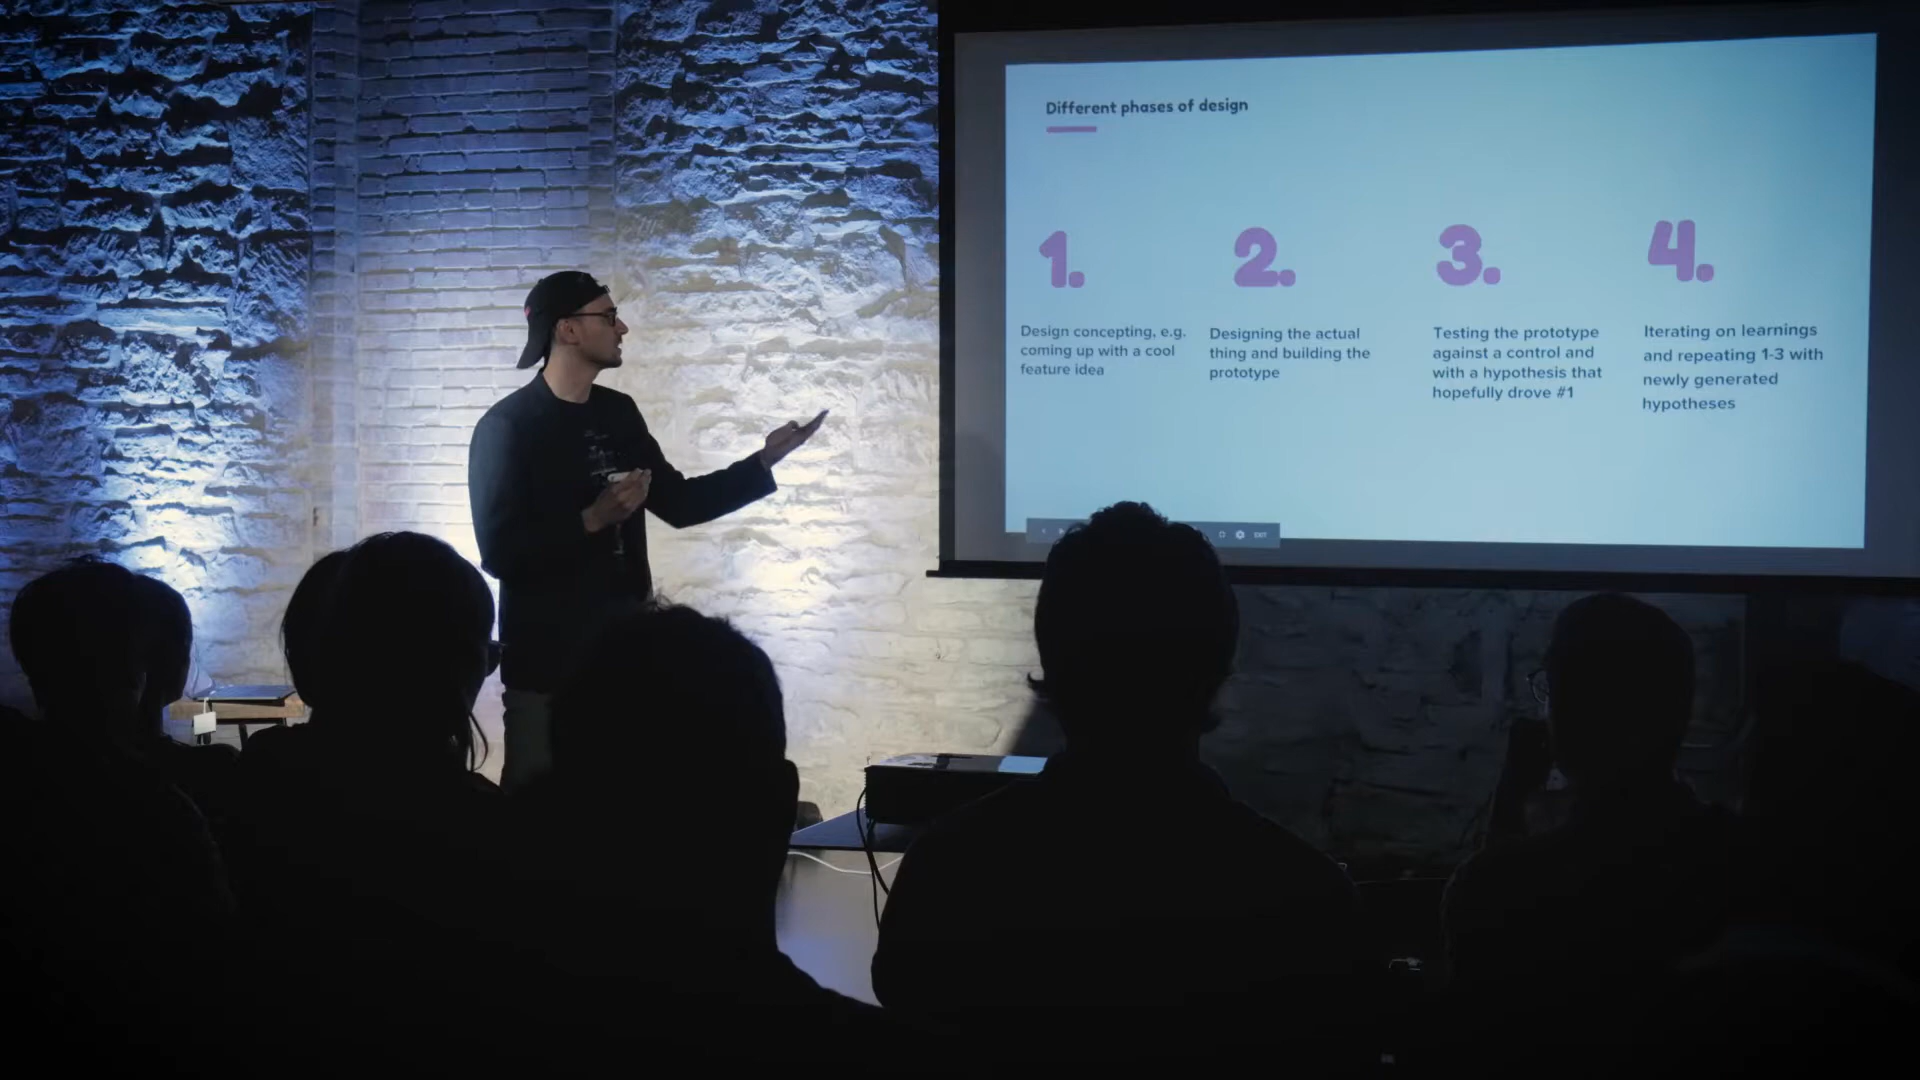 Different phases of design
1.
Design concepting, e.g.
coming up with a cool
feature idea
2.
Designing the actual
thing and building the
prototype
3.
Testing the prototype
against a control and
with a hypothesis that
hopefully drove #1
4.
Iterating on learnings
and repeating 1-3 with
newly generated
hypotheses
EXIT